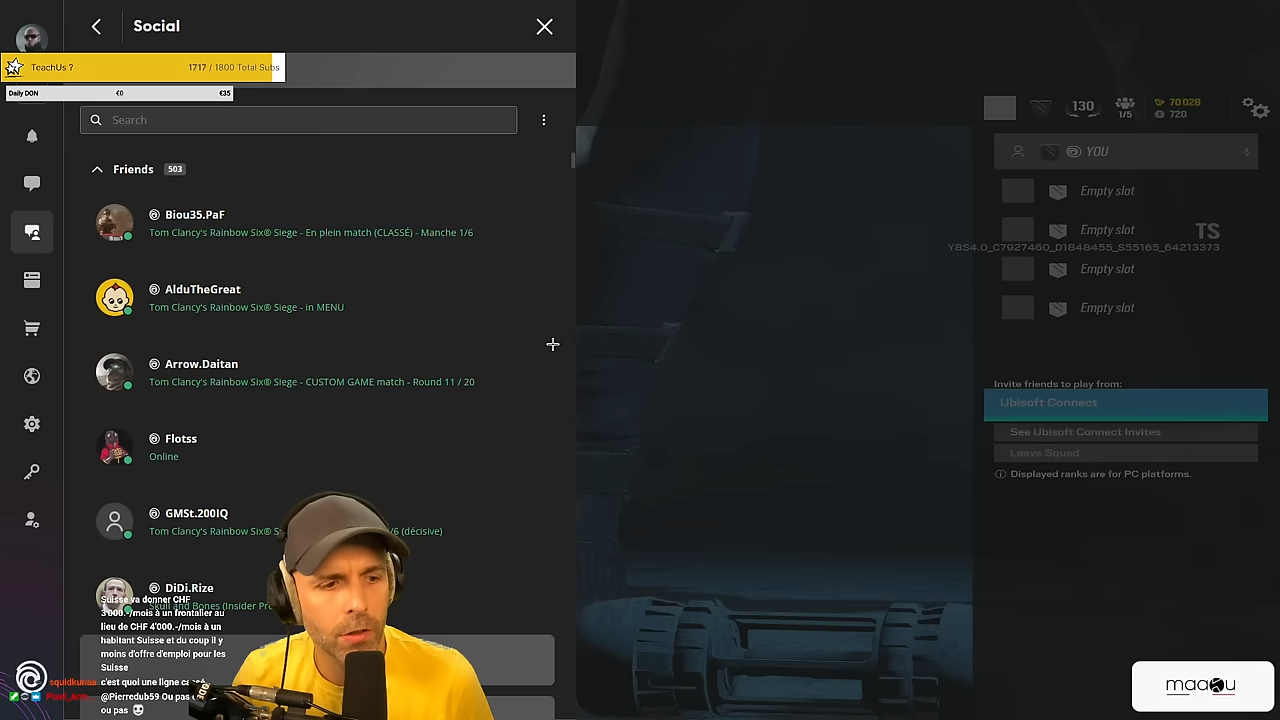 Social
TeachUs ?
1717 / 1800 Total Subs
Daily DON
€0
€35
Search
Friends
503
Biou35.PaF
Tom Clancy's Rainbow Six® Siege - En plein match (CLASSÉ) - Manche 1/6
AlduTheGreat
Tom Clancy's Rainbow Six® Siege - in MENU
Arrow.Daitan
Tom Clancy's Rainbow Six® Siege - CUSTOM GAME match - Round 11 / 20
Flotss
Online
GMSt.200IQ
Tom Clancy's Rainbow Six® S
/6 (décisive)
DiDi.Rize
Skull and Bones (Insider Pro
Suisse va donner CHF
3'000.-/mois à un frontalier au
lieu de CHF 4'000.-/mois à un
habitant Suisse et du coup il y
moins d'offre d'emploi pour les
Suisse
squidkunaa
c'est quoi une ligne
@Pierredub59 Ou pas
ou pas
130
1/5
70 028
720
YOU
Empty slot
Empty slot
TS
Y8S4.0_C7927460_D1848455_S55165_64213373
Empty slot
Empty slot
Invite friends to play from:
Ubisoft Connect
See Ubisoft Connect Invites
Leave Squad
Displayed ranks are for PC platforms.